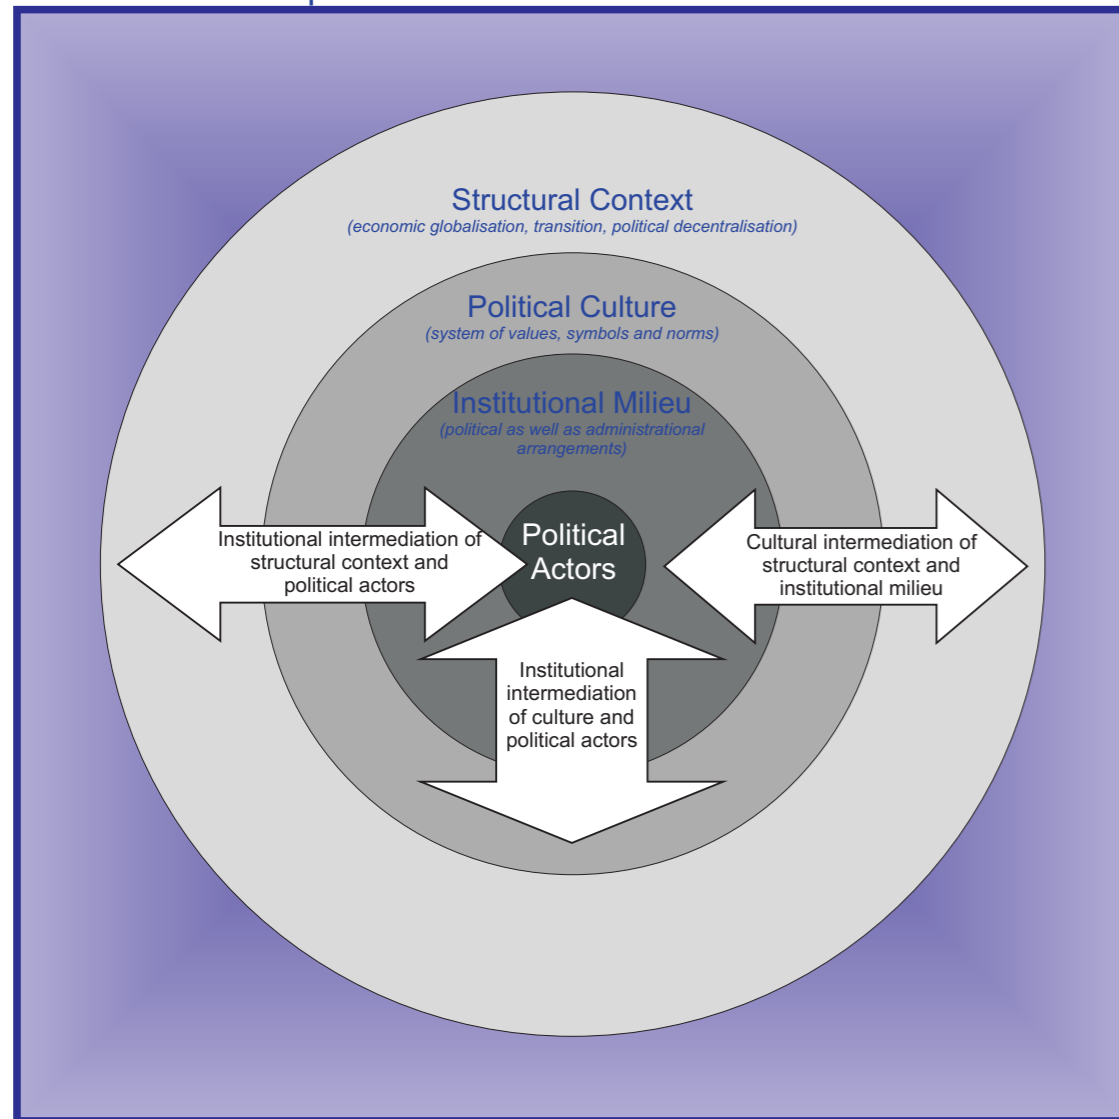 Structural Context
(economic globalisation, transition, political decentralisation)
Political Culture
(system of values, symbols and norms)
Institutional Milieu
(political as well as administrational
arrangements)
Political
Actors
Institutional intermediation of
structural context and
political actors
Cultural intermediation of
structural context and
institutional milieu
Institutional
intermediation
of culture and
political actors